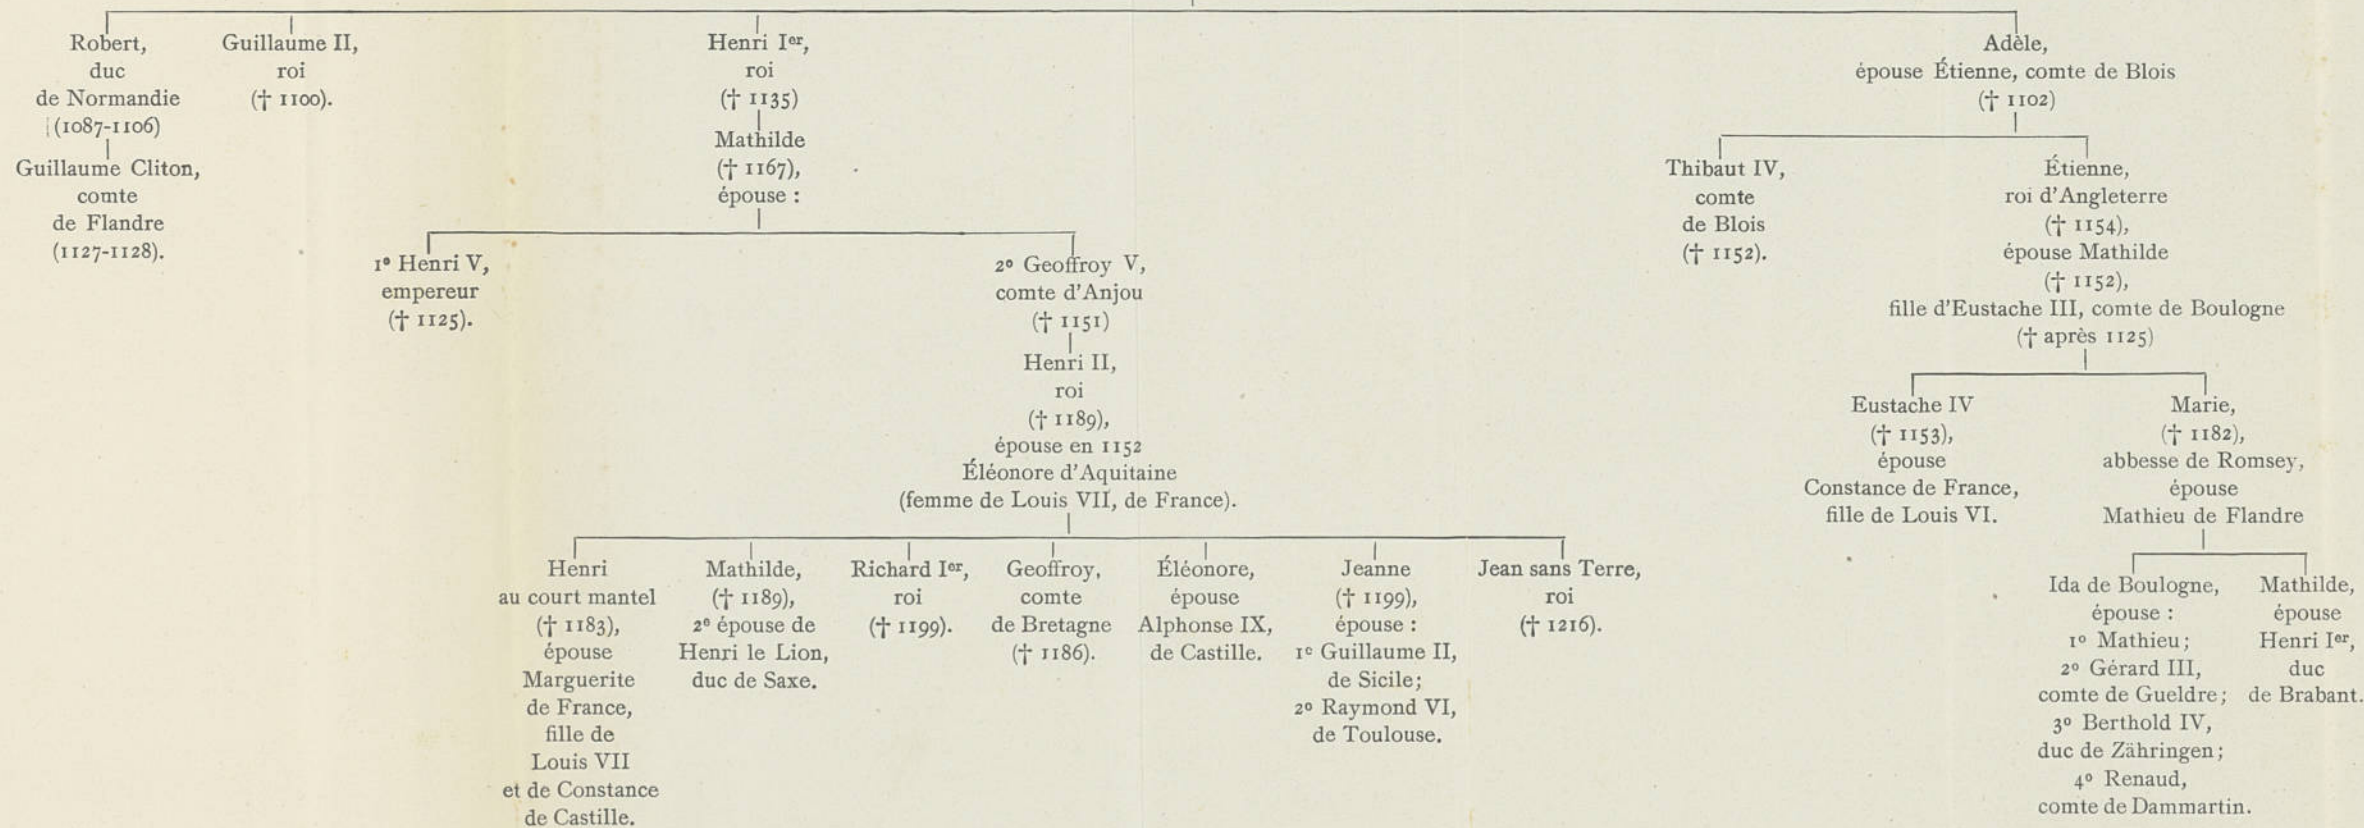 Robert,
duc
de Normandie
(1087-1106)
Guillaume Cliton,
comte
de Flandre
(1127-1128).
Guillaume II,
roi
(† 1100).
Henri Ier,
roi
(† 1135)
Mathilde
(† 1167),
épouse :
1º Henri V,
empereur
(† 1125).
2º Geoffroy V,
comte d'Anjou
(† 1151)
Henri II,
roi
(† 1189),
épouse en 1152
Éléonore d'Aquitaine
(femme de Louis VII, de France).
Henri
au court mantel
(† 1183),
épouse
Marguerite
de France,
fille de
Louis VII
et de Constance
de Castille.
Mathilde,
(† 1189),
2e épouse de
Henri le Lion,
duc de Saxe.
Richard Ier,
roi
(† 1199).
Geoffroy,
comte
de Bretagne
(† 1186).
Éléonore,
épouse
Alphonse IX,
de Castille.
Jeanne
(† 1199),
épouse :
1º Guillaume II,
de Sicile;
2º Raymond VI,
de Toulouse.
Jean sans Terre,
roi
(† 1216).
Adèle,
épouse Étienne, comte de Blois
(† 1102)
Thibaut IV,
comte
de Blois
(† 1152).
Étienne,
roi d'Angleterre
(† 1154),
épouse Mathilde
(† 1152),
fille d'Eustache III, comte de Boulogne
(† après 1125)
Eustache IV
(† 1153),
épouse
Constance de France,
fille de Louis VI.
Marie,
(† 1182),
abbesse de Romsey,
épouse
Mathieu de Flandre
Ida de Boulogne,
épouse :
1º Mathieu;
2º Gérard III,
comte de Gueldre;
3º Berthold IV,
duc de Zähringen;
4º Renaud,
comte de Dammartin.
Mathilde,
épouse
Henri Ier,
duc
de Brabant.